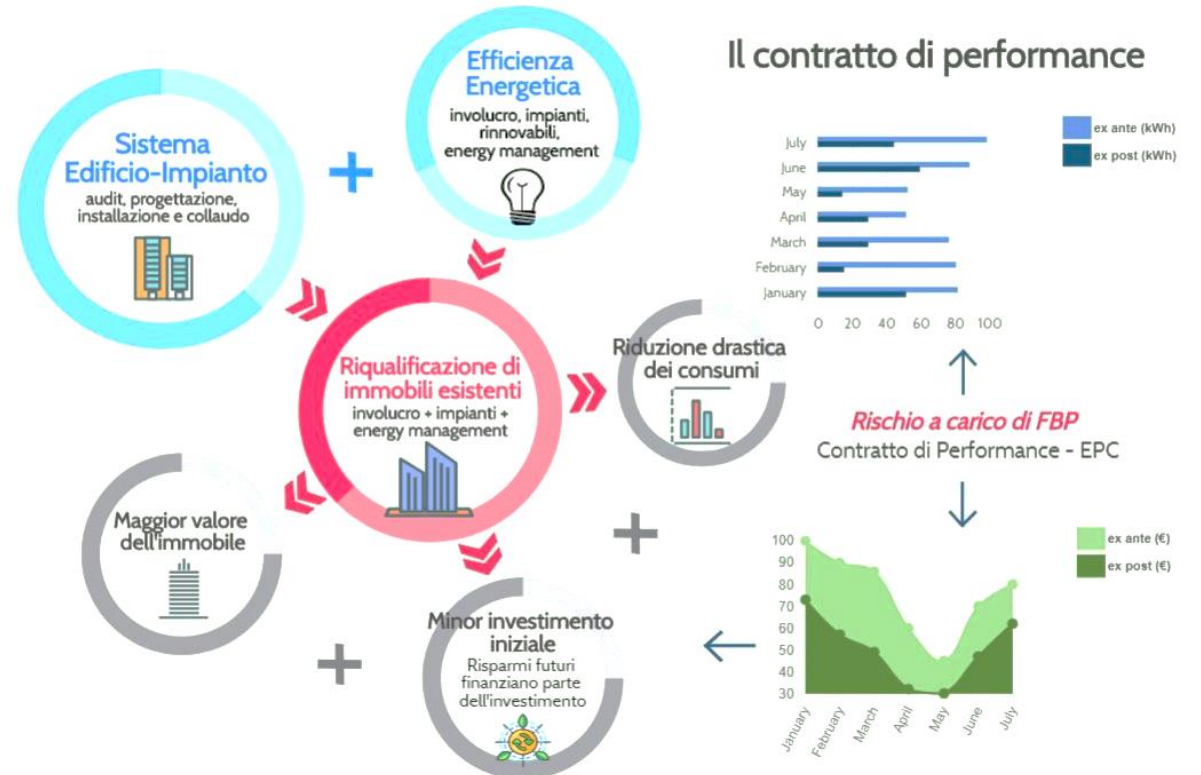 Il contratto di performance
Sistema
Edificio-Impianto
audit, progettazione,
installazione e collaudo
Efficienza
Energetica
involucro, impianti,
rinnovabili,
energy management
Riqualificazione di
immobili esistenti
involucro + impianti +
energy management
Riduzione drastica
dei consumi
Maggior valore
dell'immobile
Minor investimento
iniziale
Risparmi futuri
finanziano parte
dell'investimento
ex ante (kWh)
ex post (kWh)
July
June
May
April
March
February
January
0 20 40 60 80 100
Rischio a carico di FBP
Contratto di Performance - EPC
ex ante (€)
ex post (€)
100
90
80
70
60
50
40
30
January February March April May June July